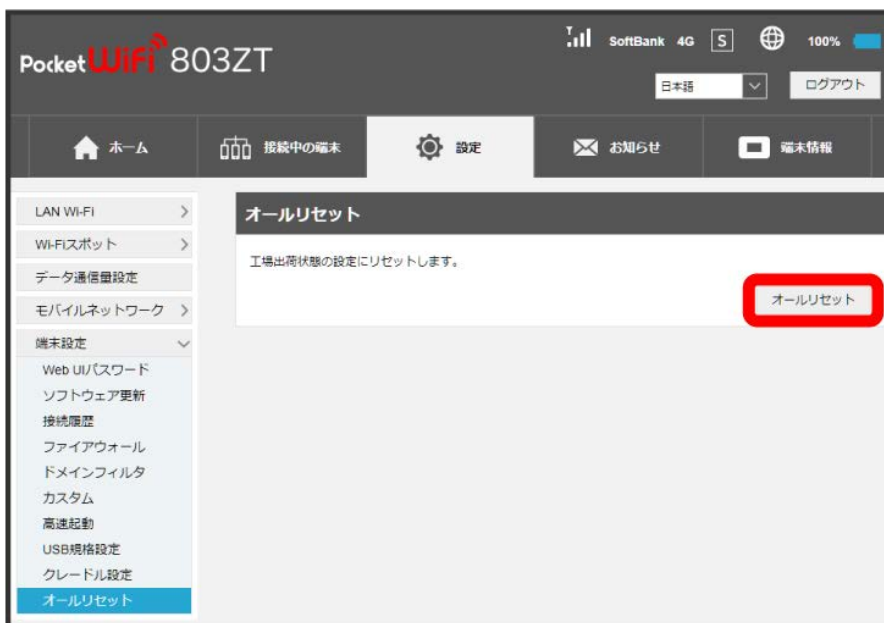 SoftBank 4G S 100%
Pocket WiFi 803ZT
日本語 ログアウト
ホーム 接続中の端末 設定 お知らせ 端末情報
LAN Wi-Fi
Wi-Fiスポット
データ通信量設定
モバイルネットワーク
端末設定
Web UIパスワード
ソフトウェア更新
接続履歴
ファイアウォール
ドメインフィルタ
カスタム
高速起動
USB規格設定
クレードル設定
オールリセット
オールリセット
工場出荷状態の設定にリセットします。
オールリセット